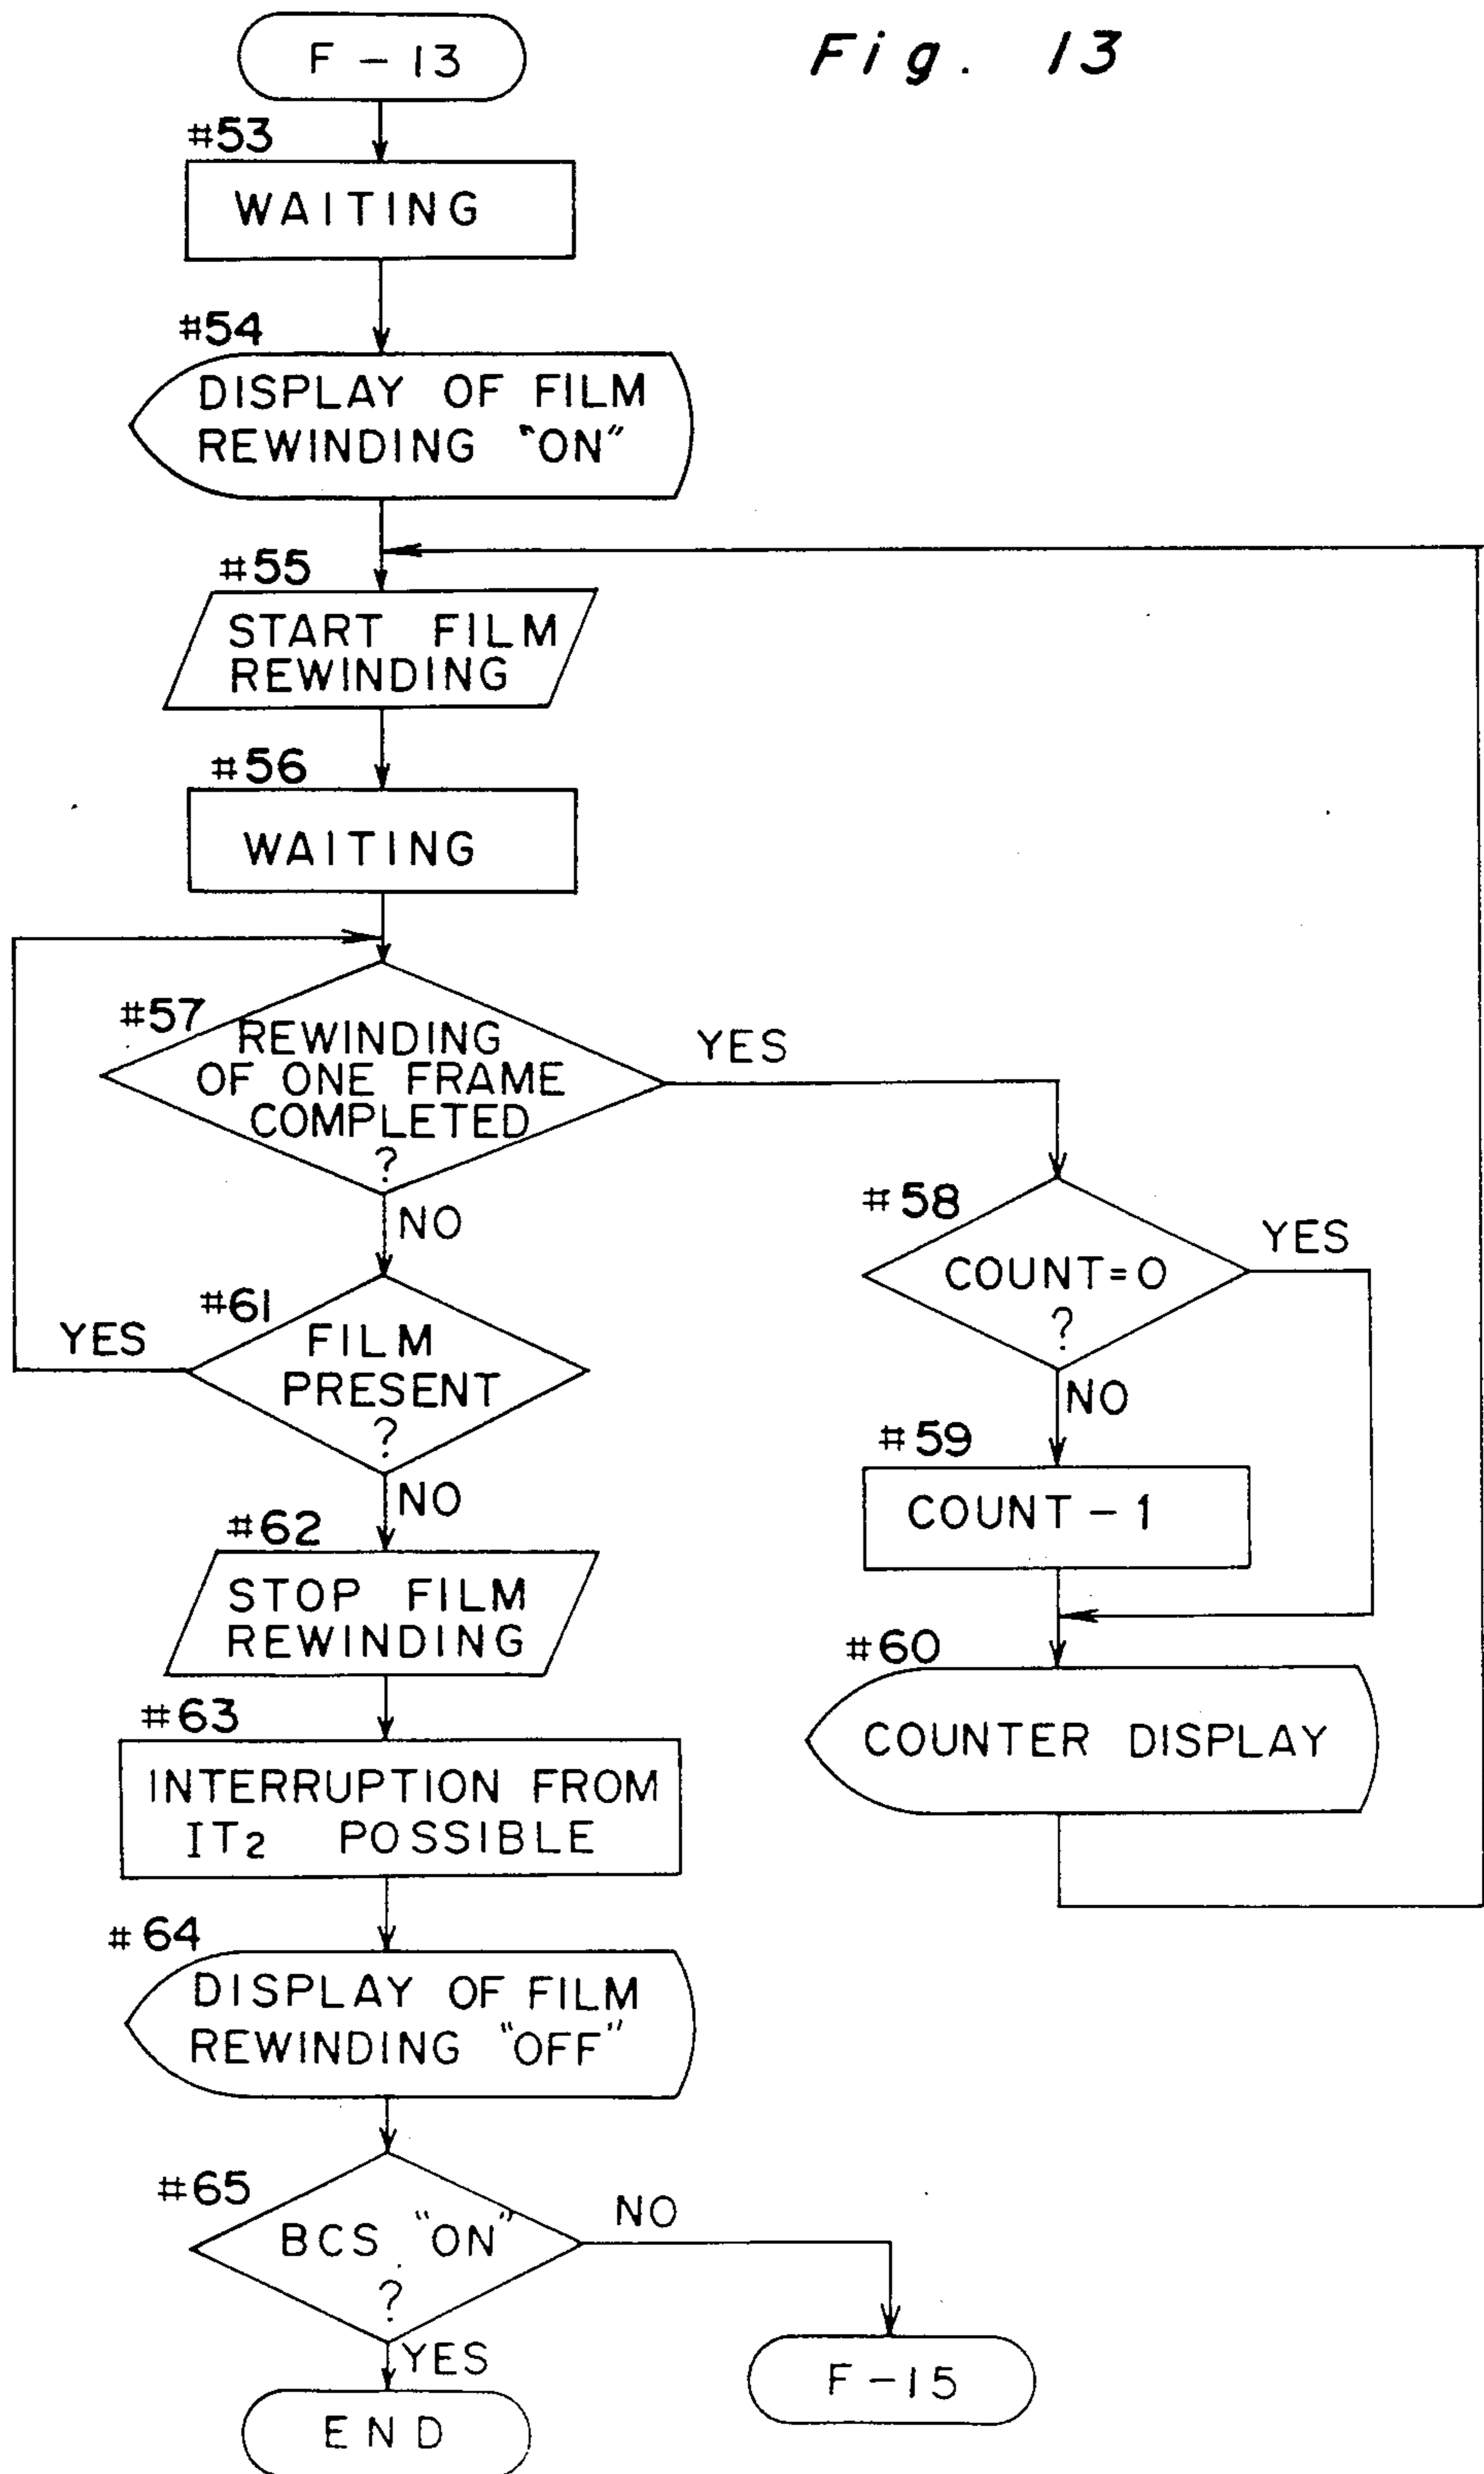 Fig. 13
F-13
#53
WAITING
#54
DISPLAY OF FILM
REWINDING "ON"
#55
START FILM
REWINDING
#56
WAITING
#57
REWINDING
OF ONE FRAME
COMPLETED
?
YES
NO
#58
COUNT=0
?
YES
NO
#59
COUNT-1
#60
COUNTER DISPLAY
#61
FILM
PRESENT
?
YES
NO
#62
STOP FILM
REWINDING
#63
INTERRUPTION FROM
IT2 POSSIBLE
#64
DISPLAY OF FILM
REWINDING "OFF"
#65
BCS "ON"
?
NO
YES
F-15
END